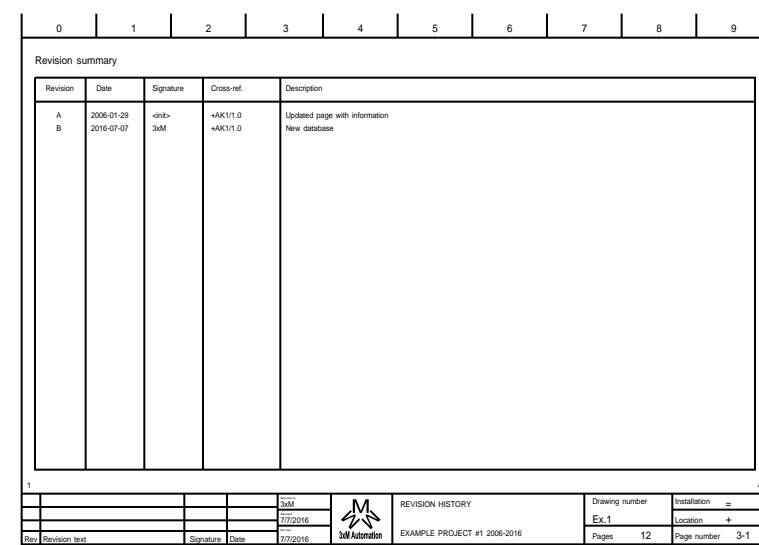 0 1 2 3 4 5 6 7 8 9
Revision summary
Revision Date Signature Cross-ref. Description
A 2006-01-29 <init> +AK1/1.0 Updated page with information
B 2016-07-07 3xM +AK1/1.0 New database
1
3xM
7/7/2016
7/7/2016
M
3xM Automation
REVISION HISTORY
EXAMPLE PROJECT #1 2006-2016
Drawing number
Ex.1
Pages 12
Installation =
Location +
Page number 3-1
Rev Revision text Signature Date